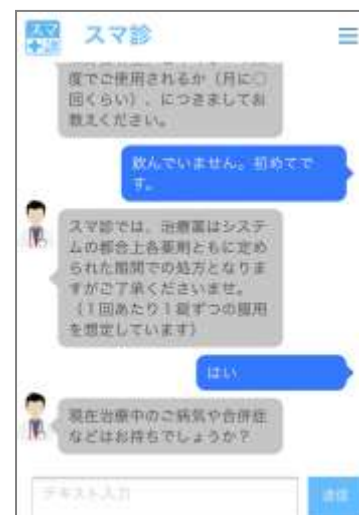 スマ
診
スマ診
度でご使用されるか（月に○
回くらい）、につきましてお
教えください。
飲んでいません。初めてで
す。
スマ診では、治療薬はシステ
ムの都合上各薬剤ともに定め
られた期間での処方となりま
すがご了承くださいませ。
（１回あたり１錠ずつの服用
を想定しています）
はい
現在治療中のご病気や合併症
などはお持ちでしょうか？
テキスト入力
送信